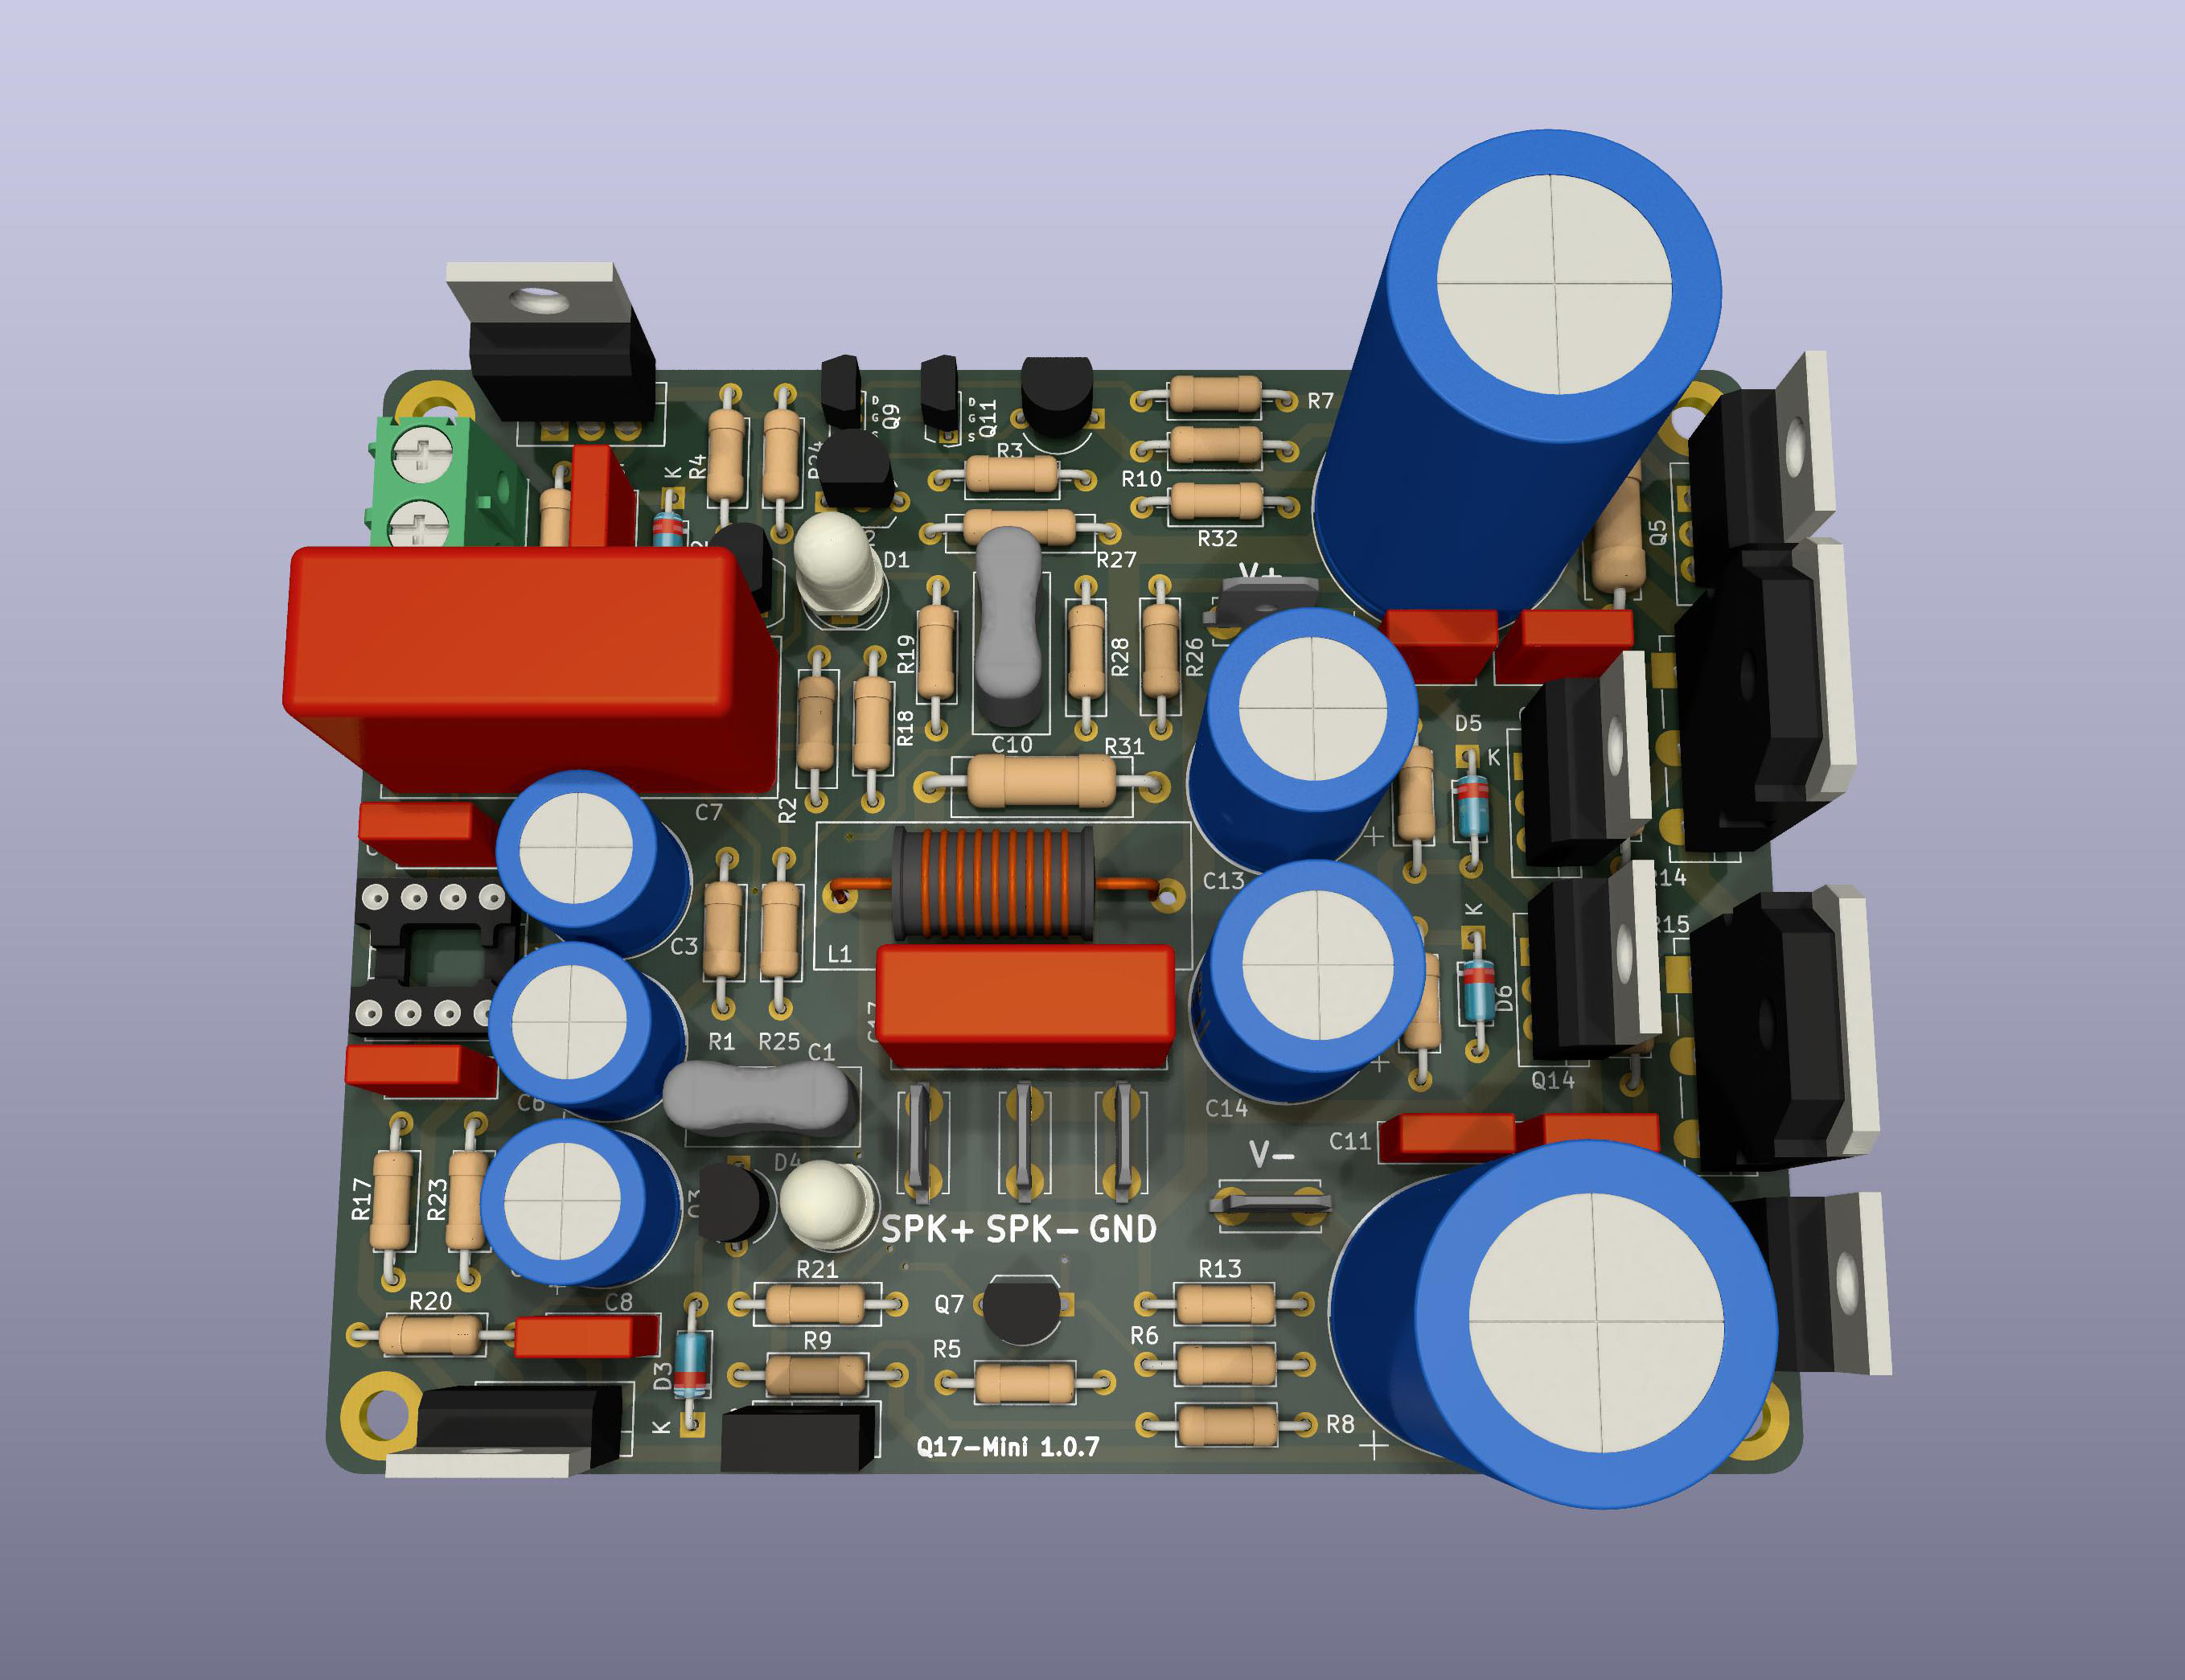 Q9
D
G
S
Q11
D
G
S
R7
K
R4
R3
R10
R32
Q5
D1
R27
V+
R19
R28
R26
R18
D5
K
C10
R31
R2
C7
C13
R14
K
R15
C3
L1
D6
R1
R25
C1
Q14
C6
C14
C11
V-
D4
R17
R23
SPK+ SPK- GND
R21
R13
R20
C8
Q7
R9
R5
R6
D3
K
R8
Q17-Mini 1.0.7